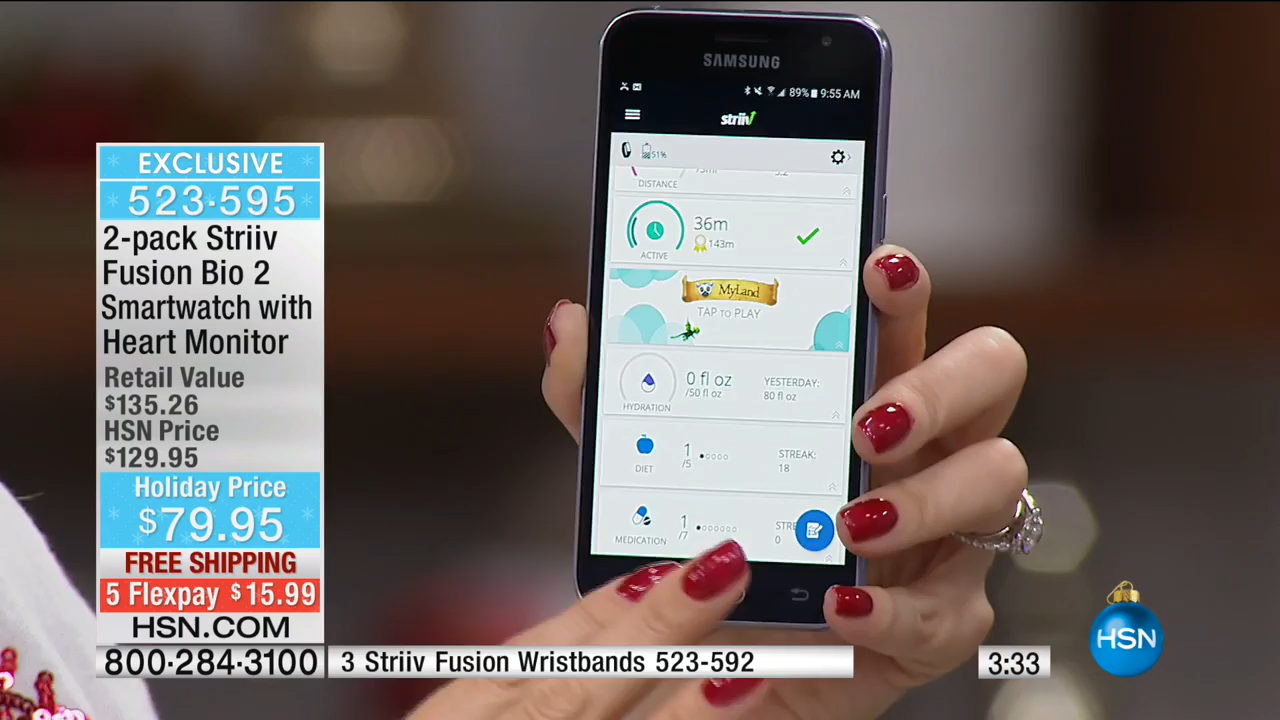 EXCLUSIVE
523-595
2-pack Striiv
Fusion Bio 2
Smartwatch with
Heart Monitor
Retail Value
$135.26
HSN Price
$129.95
Holiday Price
$79.95
FREE SHIPPING
5 Flexpay $15.99
HSN.COM
800-284-3100
3 Striiv Fusion Wristbands 523-592
3:33
HSN
SAMSUNG
89% 9:55 AM
striiv
51%
DISTANCE
ACTIVE
36m
143m
MyLand
TAP TO PLAY
HYDRATION
0 fl oz
/50 fl oz
YESTERDAY:
80 fl oz
DIET
1
/5
STREAK:
18
MEDICATION
1
/7
0